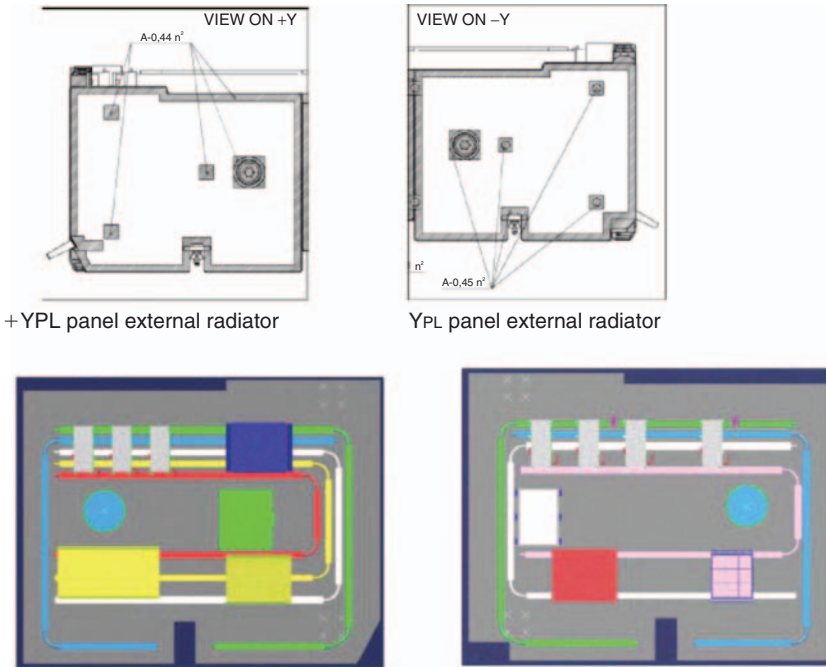 VIEW ON +Y
A-0,44 n²
VIEW ON –Y
n²
A-0,45 n²
+YPL panel external radiator
YPL panel external radiator